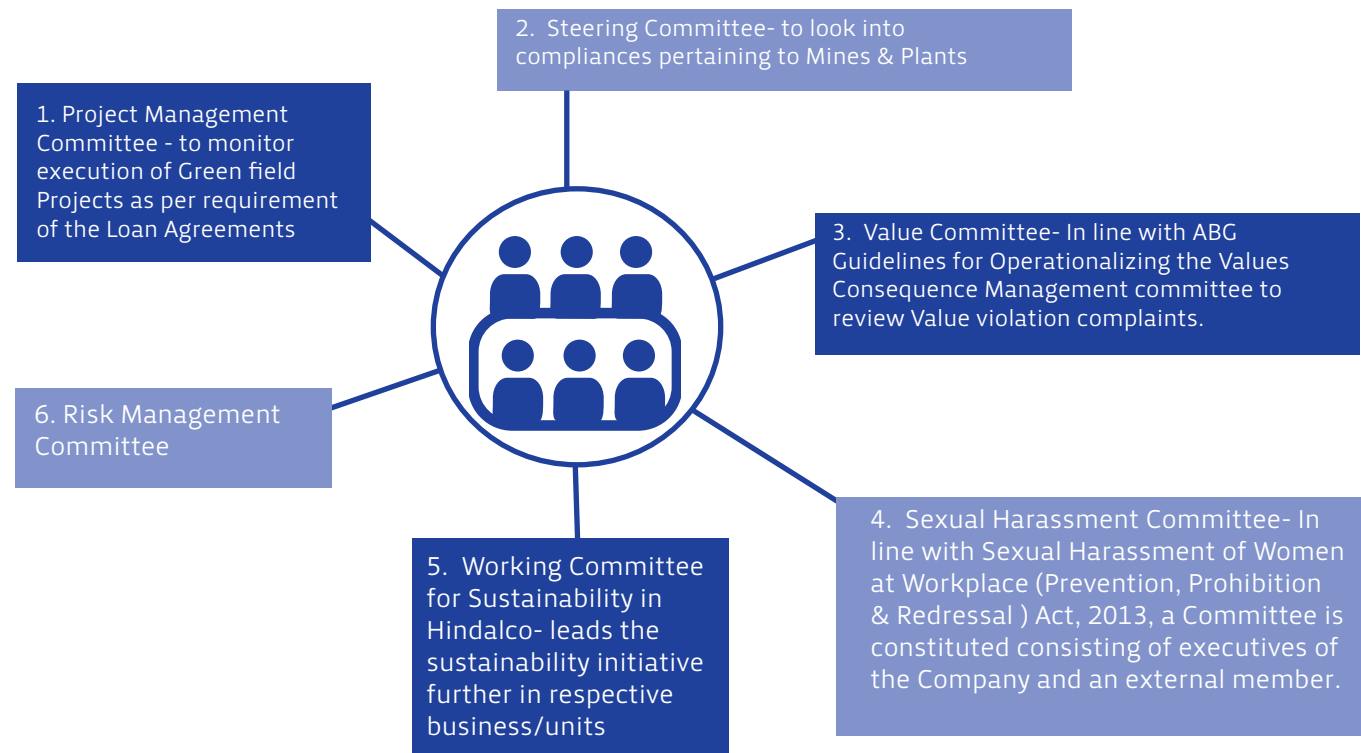 1. Project Management
Committee - to monitor
execution of Green field
Projects as per requirement
of the Loan Agreements
2. Steering Committee- to look into
compliances pertaining to Mines & Plants
3. Value Committee- In line with ABG
Guidelines for Operationalizing the Values
Consequence Management committee to
review Value violation complaints.
4. Sexual Harassment Committee- In
line with Sexual Harassment of Women
at Workplace (Prevention, Prohibition
& Redressal ) Act, 2013, a Committee is
constituted consisting of executives of
the Company and an external member.
5. Working Committee
for Sustainability in
Hindalco- leads the
sustainability initiative
further in respective
business/units
6. Risk Management
Committee